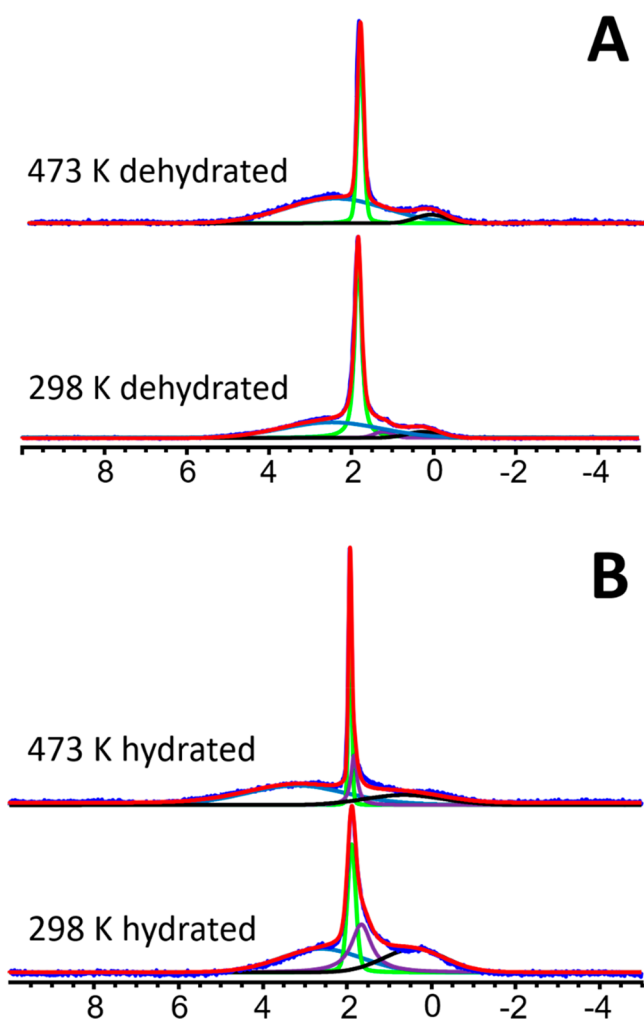 A
473 K dehydrated
298 K dehydrated
8 6 4 2 0 -2 -4
B
473 K hydrated
298 K hydrated
8 6 4 2 0 -2 -4